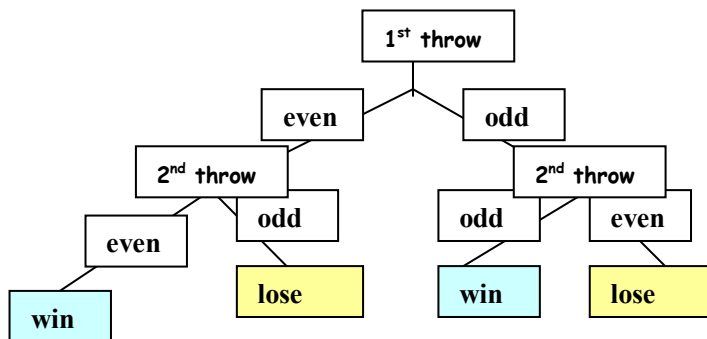 1st throw
even odd
2nd throw 2nd throw
odd odd even
even
lose win lose
win